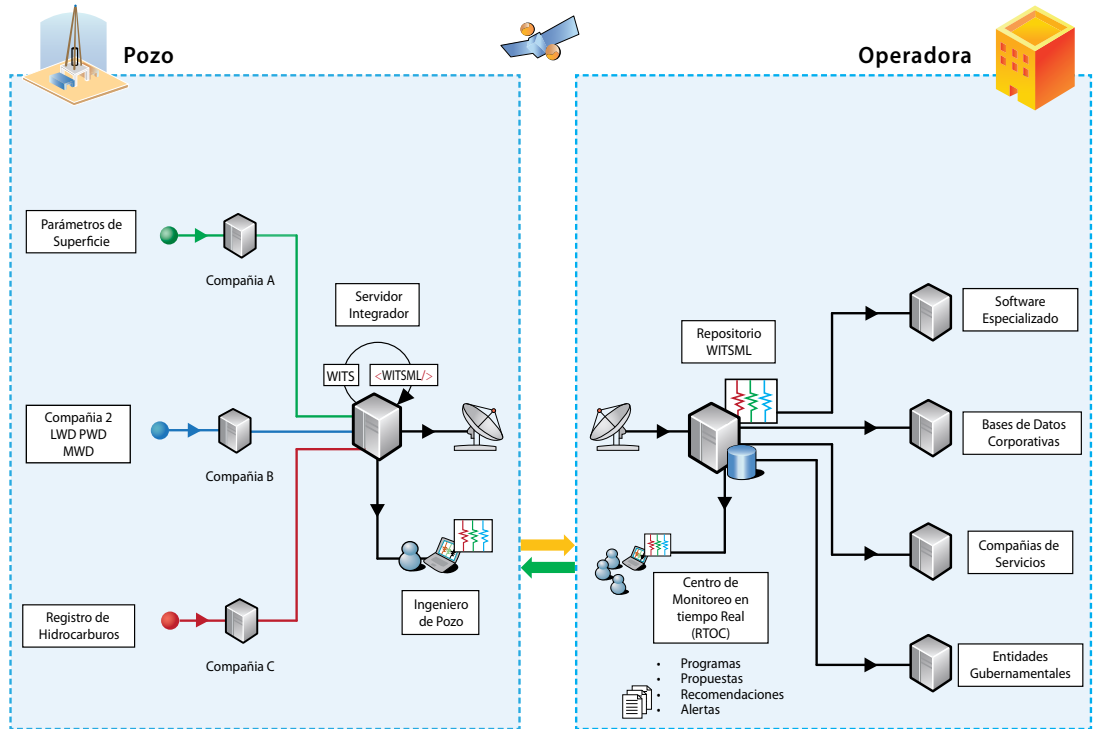 Pozo
Operadora
Parámetros de
Superficie
Compañia A
Servidor
Integrador
WITS
<WITSML/>
Compañia 2
LWD PWD
MWD
Compañia B
Ingeniero
de Pozo
Registro de
Hidrocarburos
Compañia C
Repositorio
WITSML
Software
Especializado
Bases de Datos
Corporativas
Compañias de
Servicios
Centro de
Monitoreo en
tiempo Real
(RTOC)
Entidades
Gubernamentales
· Programas
· Propuestas
· Recomendaciones
· Alertas